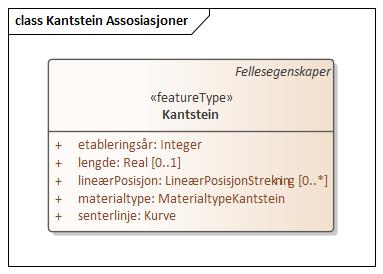 class Kantstein Assosiasjoner
Fellesegenskaper
«featureType»
Kantstein
+ etableringsår: Integer
+ lengde: Real [0..1]
+ lineærPosisjon: LineærPosisjonStrekning [0..*]
+ materialtype: MaterialtypeKantstein
+ senterlinje: Kurve